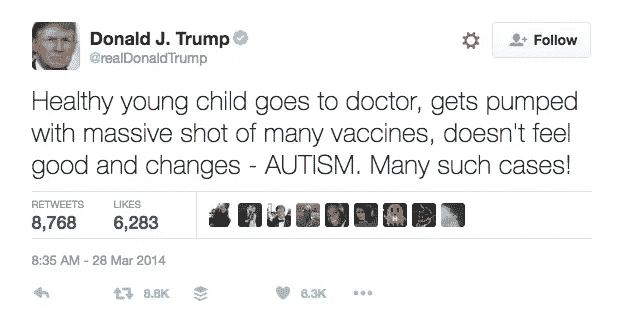 Donald J. Trump
@realDonaldTrump
Follow
Healthy young child goes to doctor, gets pumped
with massive shot of many vaccines, doesn't feel
good and changes - AUTISM. Many such cases!
RETWEETS LIKES
8,768 6,283
8:35 AM - 28 Mar 2014
8.8K 6.3K